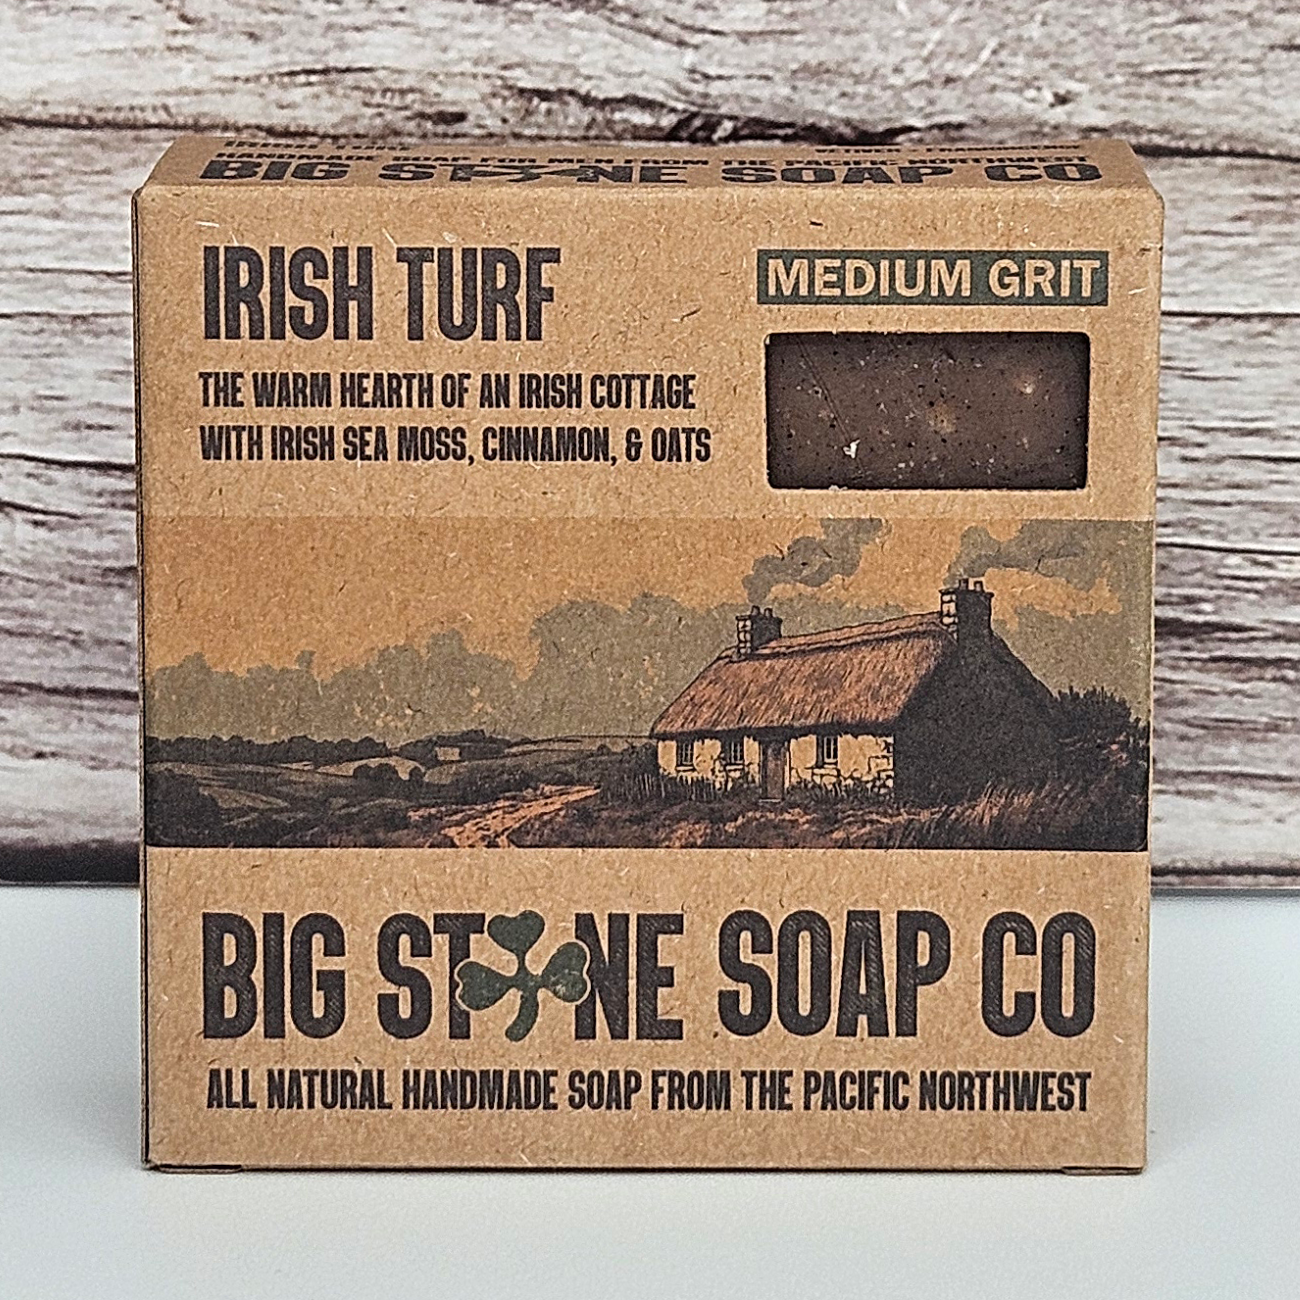 HANDMADE SOAP FOR MEN FROM THE PACIFIC NORTHWEST
BIG STNE SOAP CO
IRISH TURF
MEDIUM GRIT
THE WARM HEARTH OF AN IRISH COTTAGE
WITH IRISH SEA MOSS, CINNAMON, & OATS
BIG STNE SOAP CO
ALL NATURAL HANDMADE SOAP FROM THE PACIFIC NORTHWEST